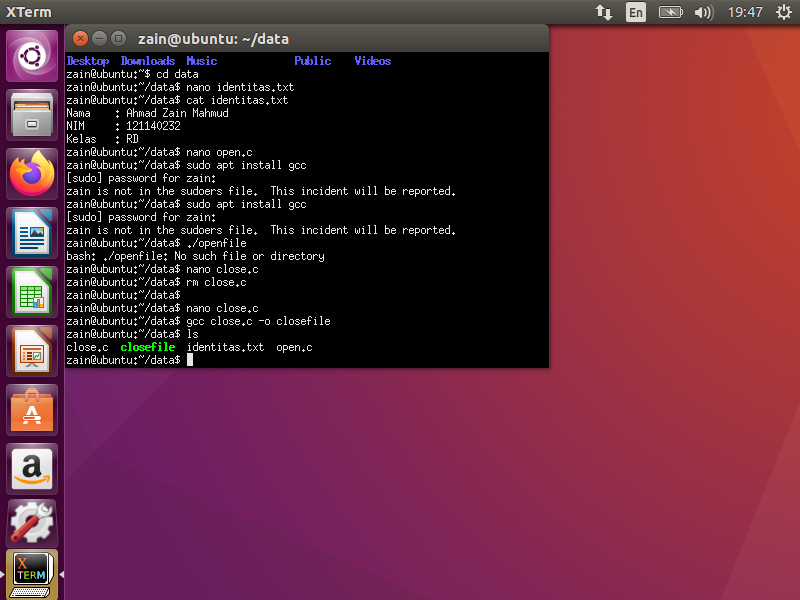 XTerm
En
19:47
zain@ubuntu: ~/data
Desktop Downloads Music Public Videos
zain@ubuntu:~$ cd data
zain@ubuntu:~/data$ nano identitas.txt
zain@ubuntu:~/data$ cat identitas.txt
Nama : Ahmad Zain Mahmud
NIM : 121140232
Kelas : RD
zain@ubuntu:~/data$ nano open.c
zain@ubuntu:~/data$ sudo apt install gcc
[sudo] password for zain:
zain is not in the sudoers file. This incident will be reported.
zain@ubuntu:~/data$ sudo apt install gcc
[sudo] password for zain:
zain is not in the sudoers file. This incident will be reported.
zain@ubuntu:~/data$ ./openfile
bash: ./openfile: No such file or directory
zain@ubuntu:~/data$ nano close.c
zain@ubuntu:~/data$ rm close.c
zain@ubuntu:~/data$
zain@ubuntu:~/data$ nano close.c
zain@ubuntu:~/data$ gcc close.c -o closefile
zain@ubuntu:~/data$ ls
close.c closefile identitas.txt open.c
zain@ubuntu:~/data$
A
a
X
TERM